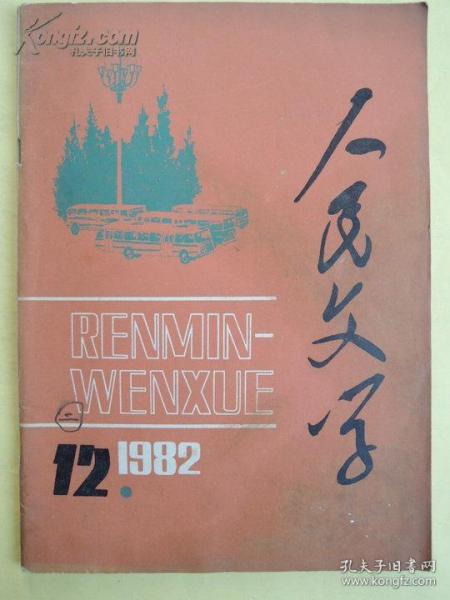 Kongfz.com
孔夫子旧书网
人民文学
RENMIN-
WENXUE
二
12.1982
孔夫子旧书网
www.kongfz.com